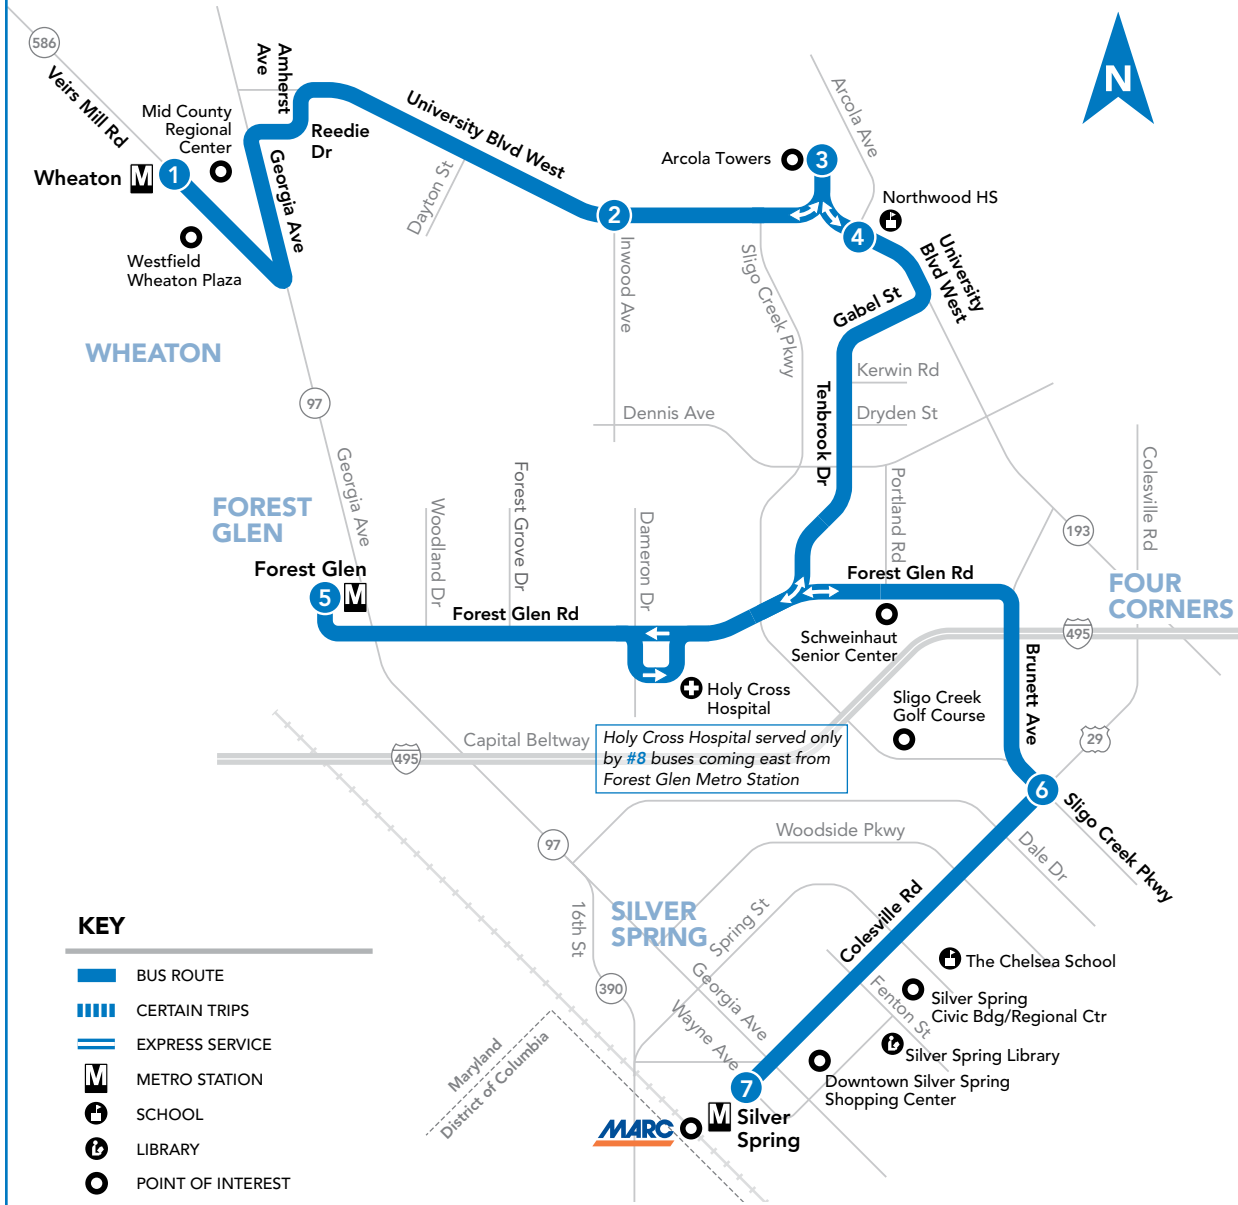 586
Veirs Mill Rd
Mid County
Regional
Center
Amherst
Ave
Reedie
Dr
Georgia Ave
Wheaton
M
1
Westfield
Wheaton Plaza
University Blvd West
Dayton St
2
Inwood Ave
Arcola Towers
3
Arcola Ave
N
Northwood HS
4
University
Blvd West
Sligo Creek Pkwy
Gabel St
WHEATON
97
Kerwin Rd
Dennis Ave
Dryden St
Tenbrook Dr
Georgia Ave
FOREST
GLEN
Woodland Dr
Forest Grove Dr
Dameron Dr
Portland Rd
Colesville Rd
193
Forest Glen
5
M
Forest Glen Rd
Forest Glen Rd
FOUR
CORNERS
495
Schweinhaut
Senior Center
Brunett Ave
Holy Cross
Hospital
Sligo Creek
Golf Course
29
Capital Beltway
495
Holy Cross Hospital served only
by #8 buses coming east from
Forest Glen Metro Station
6
Sligo Creek Pkwy
97
Woodside Pkwy
Dale Dr
16th St
SILVER
SPRING
Spring St
Colesville Rd
KEY
BUS ROUTE
CERTAIN TRIPS
EXPRESS SERVICE
M
METRO STATION
SCHOOL
LIBRARY
POINT OF INTEREST
390
Georgia Ave
Wayne Ave
Fenton St
The Chelsea School
Silver Spring
Civic Bdg/Regional Ctr
Silver Spring Library
Downtown Silver Spring
Shopping Center
Maryland
District of Columbia
7
MARC
M
Silver
Spring